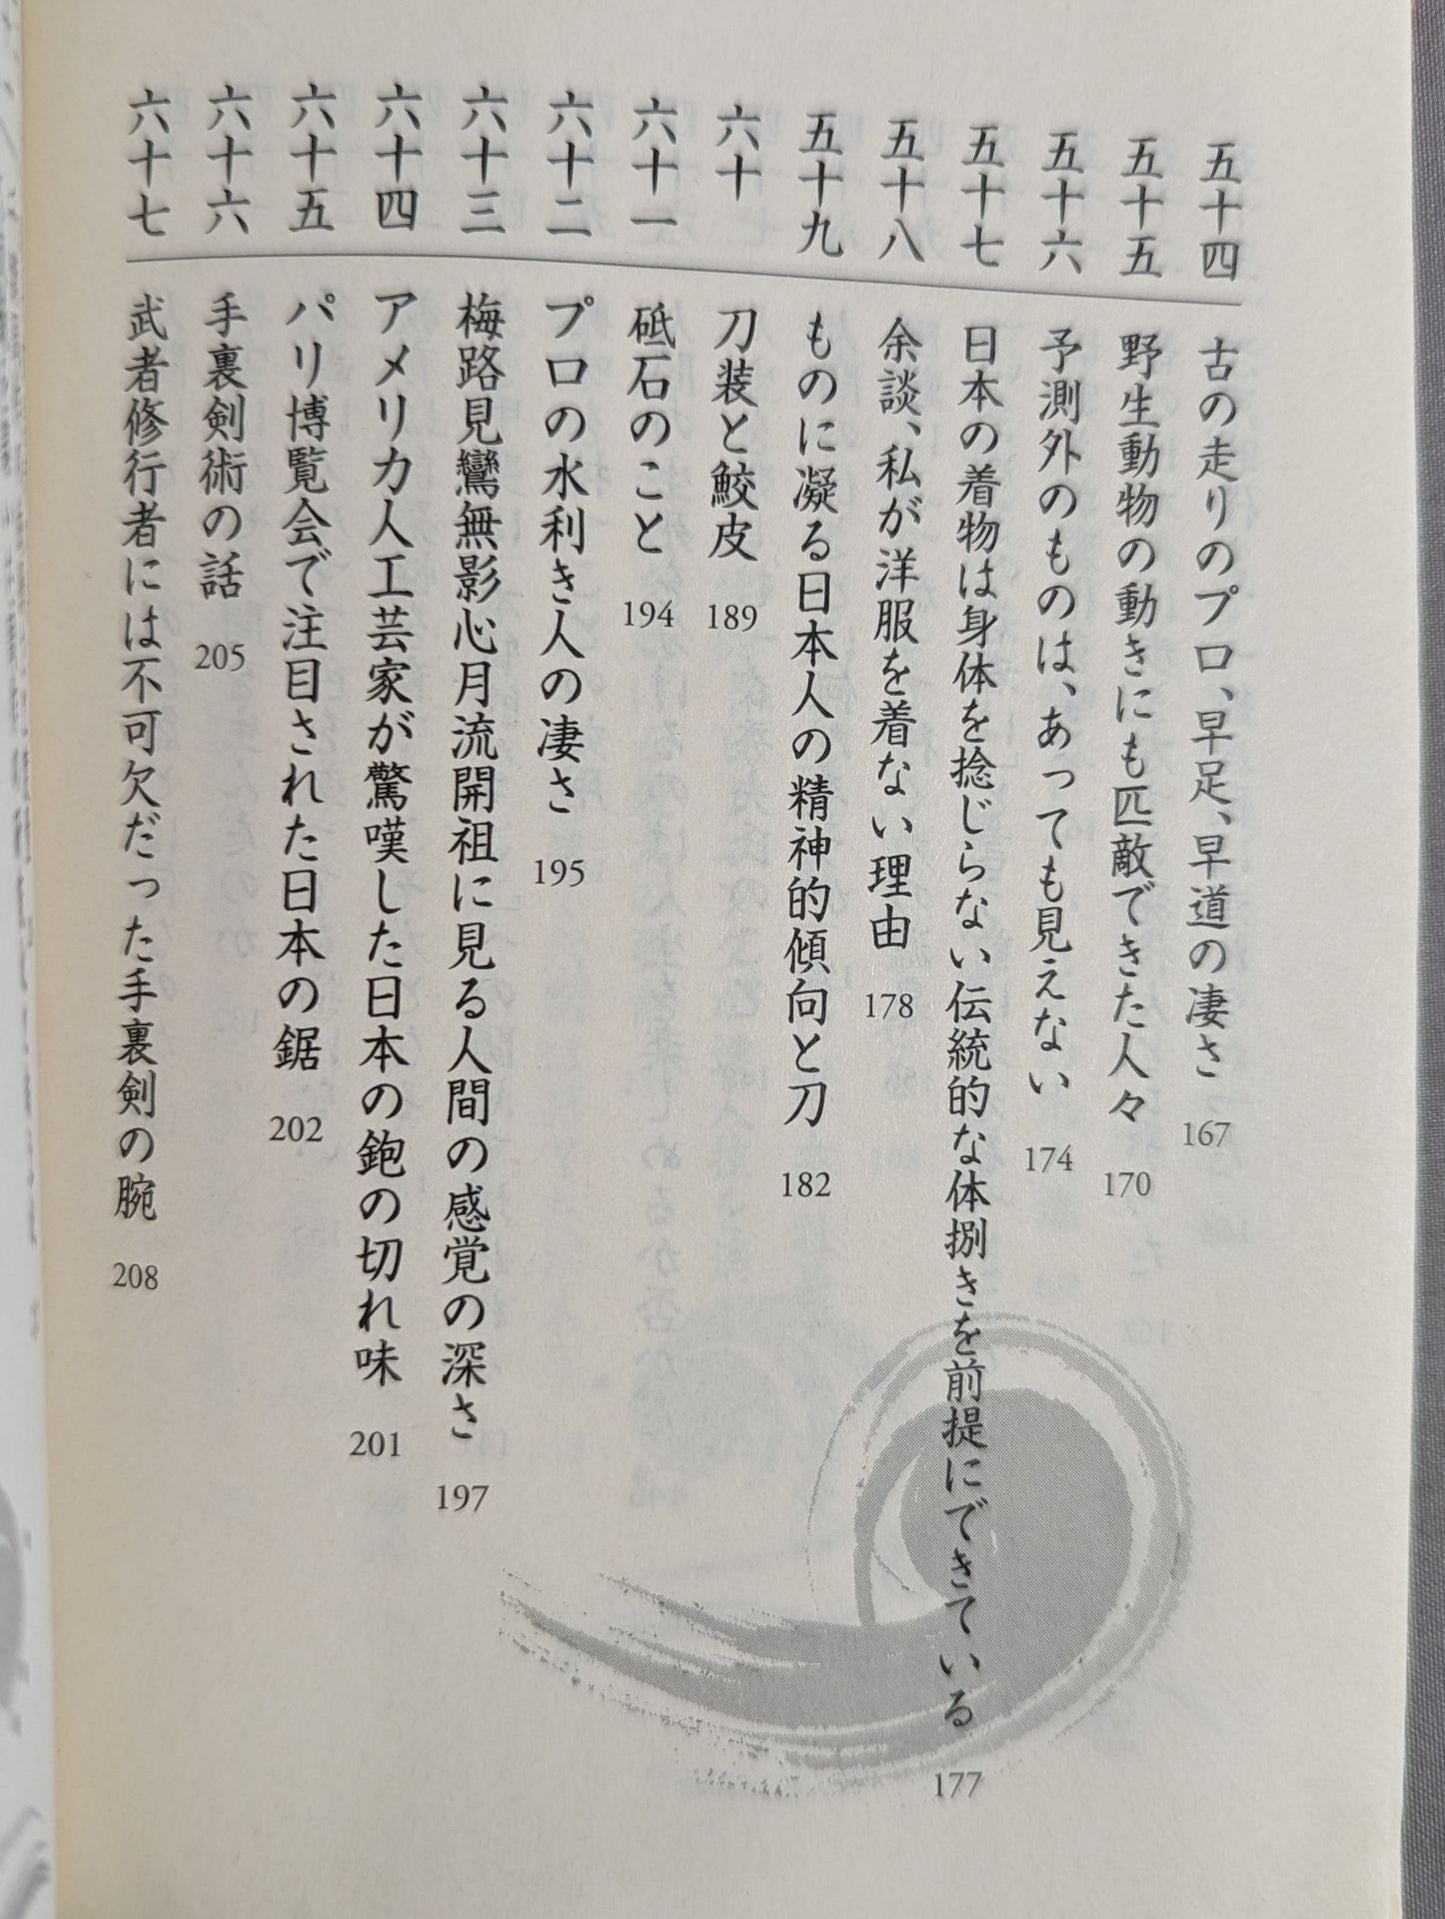 五十四 古の走りのプロ、早足、早道の凄さ 167
五十五 野生動物の動きにも匹敵できた人々 170
五十六 予測外のものは、あっても見えない 174
五十七 日本の着物は身体を捻じらない伝統的な体捌きを前提にできている 177
五十八 余談、私が洋服を着ない理由 178
五十九 ものに凝る日本人の精神的傾向と刀 182
六十 刀装と鮫皮 189
六十一 砥石のこと 194
六十二 プロの水利き人の凄さ 195
六十三 梅路見鸞無影心月流開祖に見る人間の感覚の深さ 197
六十四 アメリカ人工芸家が驚嘆した日本の鉋の切れ味 201
六十五 パリ博覧会で注目された日本の鋸 202
六十六 手裏剣術の話 205
六十七 武者修行者には不可欠だった手裏剣の腕 208